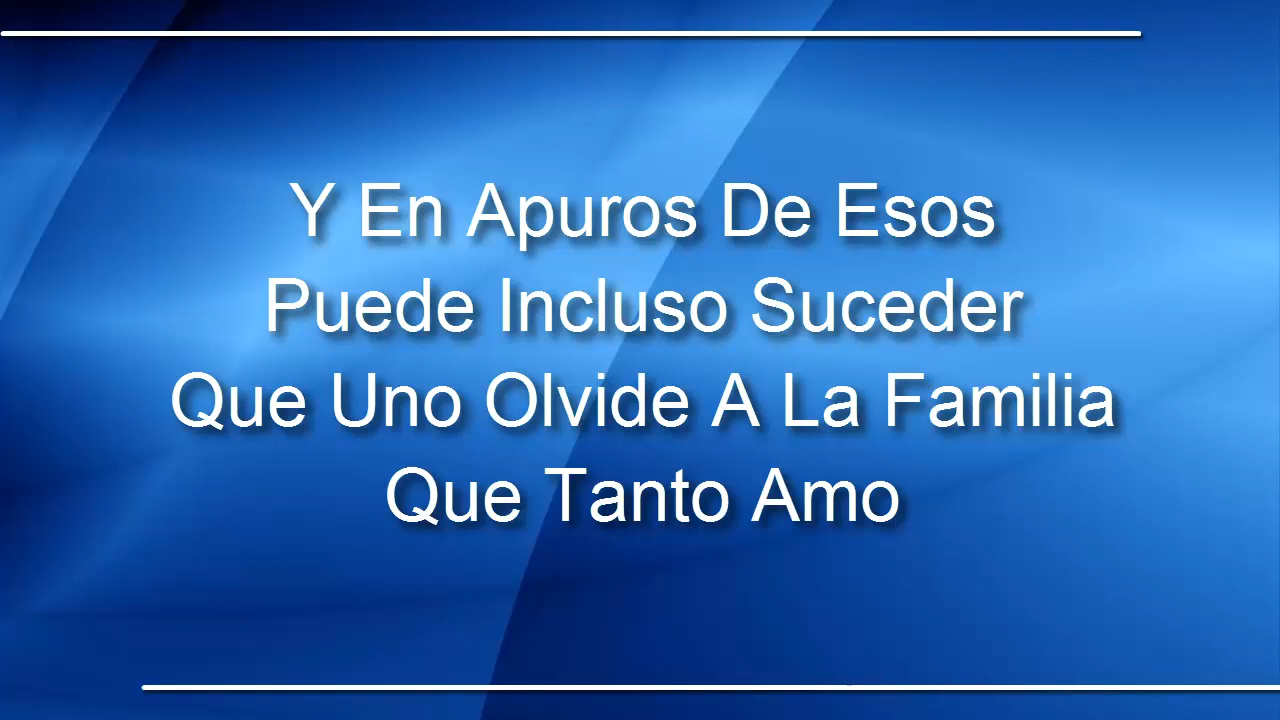 Y En Apuros De Esos
Puede Incluso Suceder
Que Uno Olvide A La Familia
Que Tanto Amo